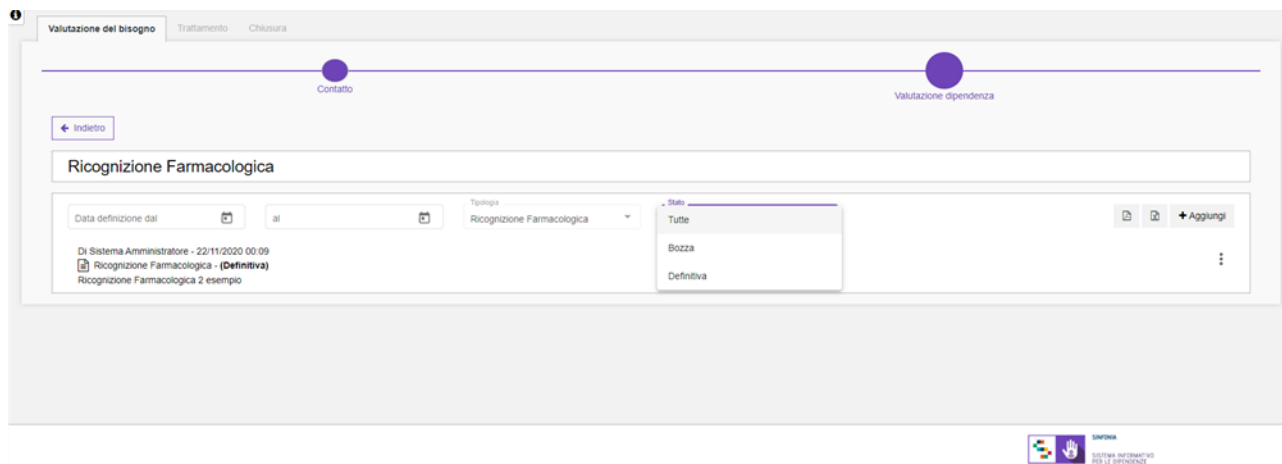 Valutazione del bisogno Trattamento Chiusura
Contatto
Valutazione dipendenza
Indietro
Ricognizione Farmacologica
Tipologia
Stato
Data definizione dal
al
Ricognizione Farmacologica
Tutte
+ Aggiungi
Bozza
Definitiva
Di Sistema Amministratore - 22/11/2020 00:09
Ricognizione Farmacologica - (Definitiva)
Ricognizione Farmacologica 2 esempio
SINFONIA
SISTEMA INFORMATIVO
PER LE DIPENDENZE